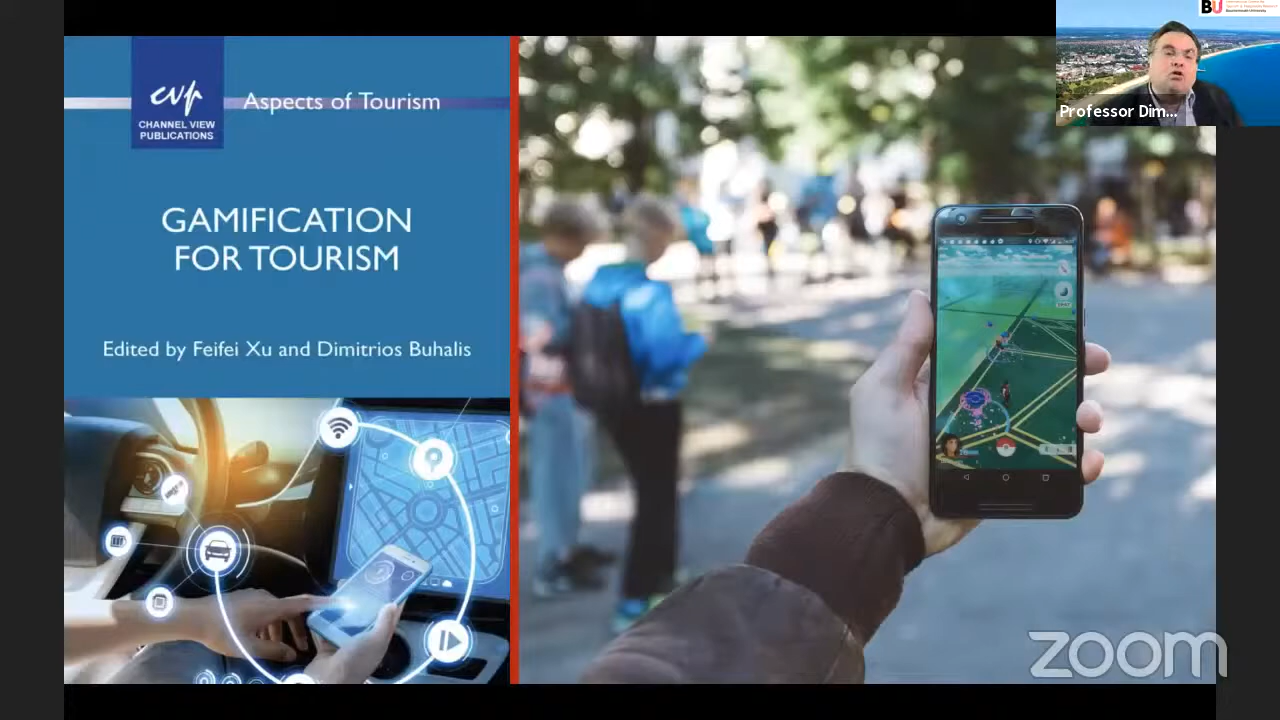 BU
Professor Dim...
cvp
CHANNEL VIEW
PUBLICATIONS
Aspects of Tourism
GAMIFICATION
FOR TOURISM
Edited by Feifei Xu and Dimitrios Buhalis
zoom